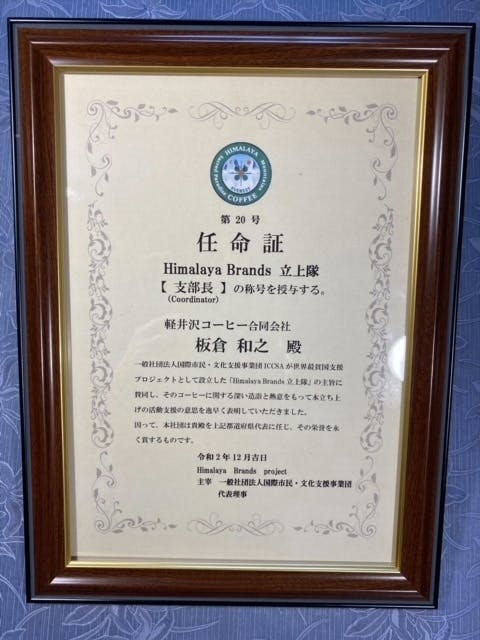 HIMALAYA
COFFEE
第 20 号
任命証
Himalaya Brands 立上隊
【 支部長 】の称号を授与する。
(Coordinator)
軽井沢コーヒー合同会社
板倉 和之 殿
一般社団法人国際市民・文化支援事業団ICCSAが世界最貧国支援
プロジェクトとして設立した「Himalaya Brands 立上隊」の主旨に
賛同し、そのコーヒーに関する深い造詣と熱意をもって本立ち上
げの活動支援の意思を逸早く表明していただきました。
因って、本社団は貴殿を上記都道府県代表に任じ、その栄誉を永
く賞するものです。
令和2年12月吉日
Himalaya Brands project
主宰 一般社団法人国際市民・文化支援事業団
代表理事